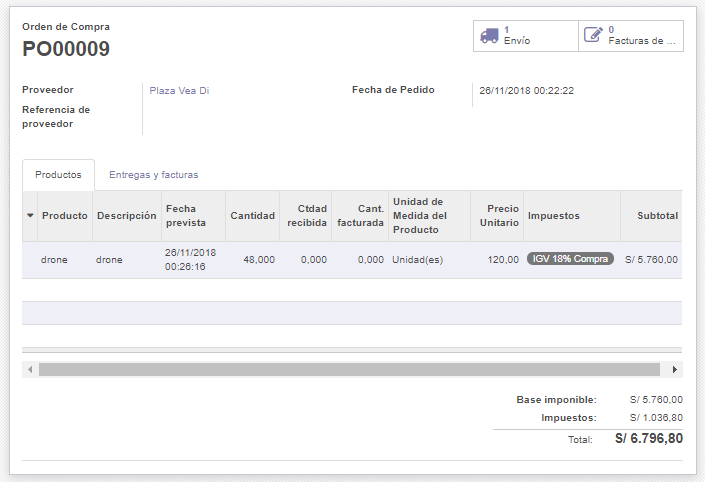 Orden de Compra
PO00009
1
Envío
0
Facturas de ...
Proveedor
Plaza Vea Di
Fecha de Pedido
26/11/2018 00:22:22
Referencia de
proveedor
Productos
Entregas y facturas
Producto
Descripción
Fecha
prevista
Cantidad
Ctdad
recibida
Cant.
facturada
Unidad de
Medida del
Producto
Precio
Unitario
Impuestos
Subtotal
drone
drone
26/11/2018
00:26:16
48,000
0,000
0,000
Unidad(es)
120,00
IGV 18% Compra
S/ 5.760,00
Base imponible: S/ 5.760,00
Impuestos: S/ 1.036,80
Total: S/ 6.796,80